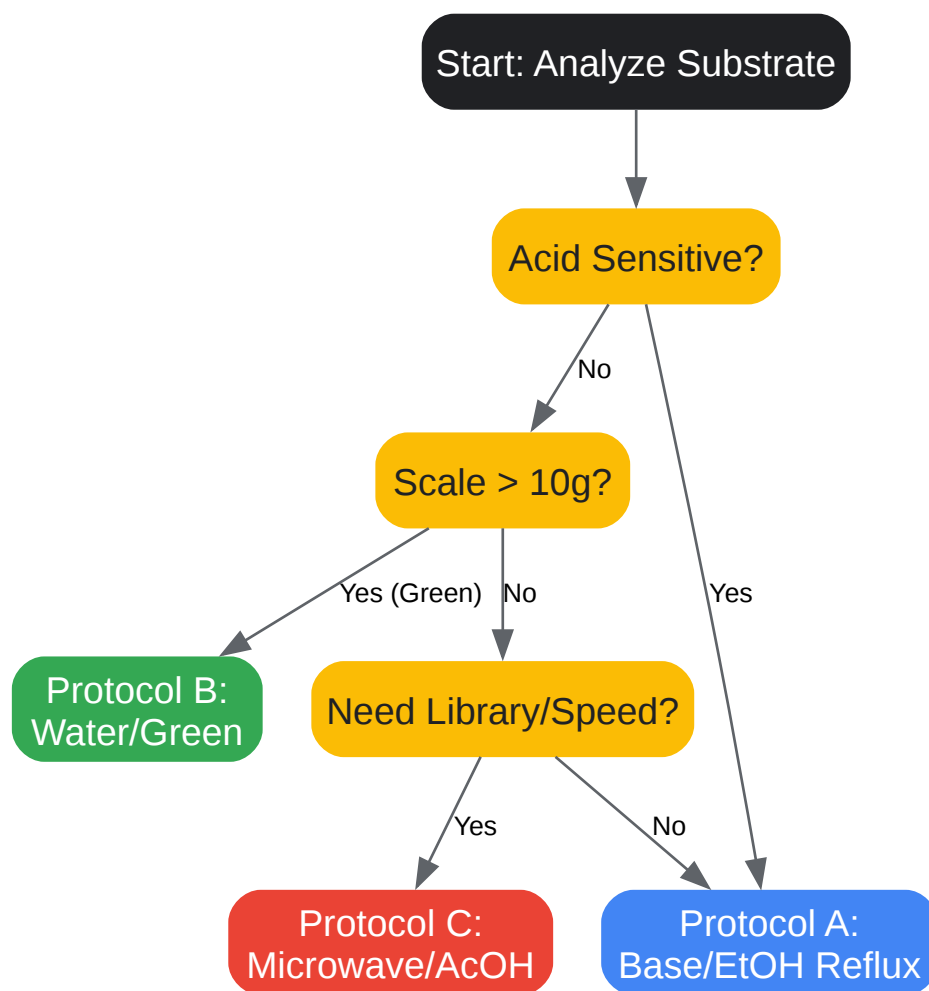 Start: Analyze Substrate
Acid Sensitive?
No
Scale > 10g?
Yes (Green)
No
Yes
Protocol B:
Water/Green
Need Library/Speed?
Yes
No
Protocol C:
Microwave/AcOH
Protocol A:
Base/EtOH Reflux